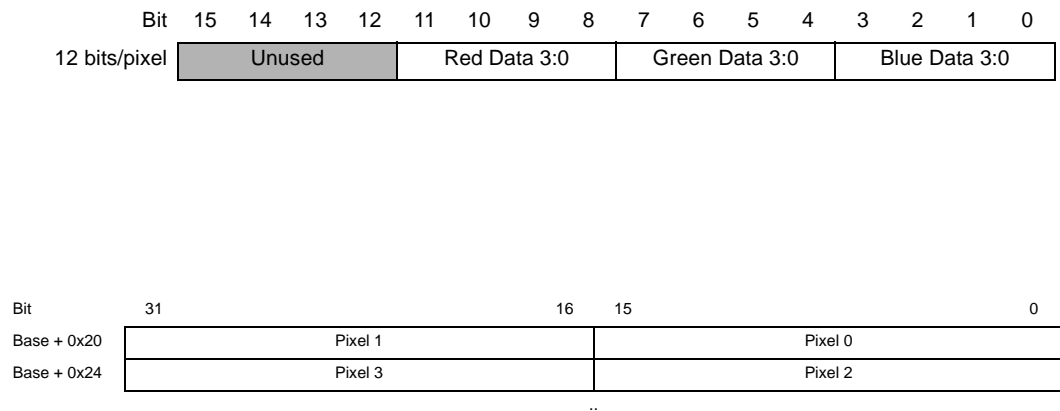 Bit 15 14 13 12 11 10 9 8 7 6 5 4 3 2 1 0
12 bits/pixel Unused Red Data 3:0 Green Data 3:0 Blue Data 3:0
Bit 31 16 15 0
Base + 0x20 Pixel 1 Pixel 0
Base + 0x24 Pixel 3 Pixel 2